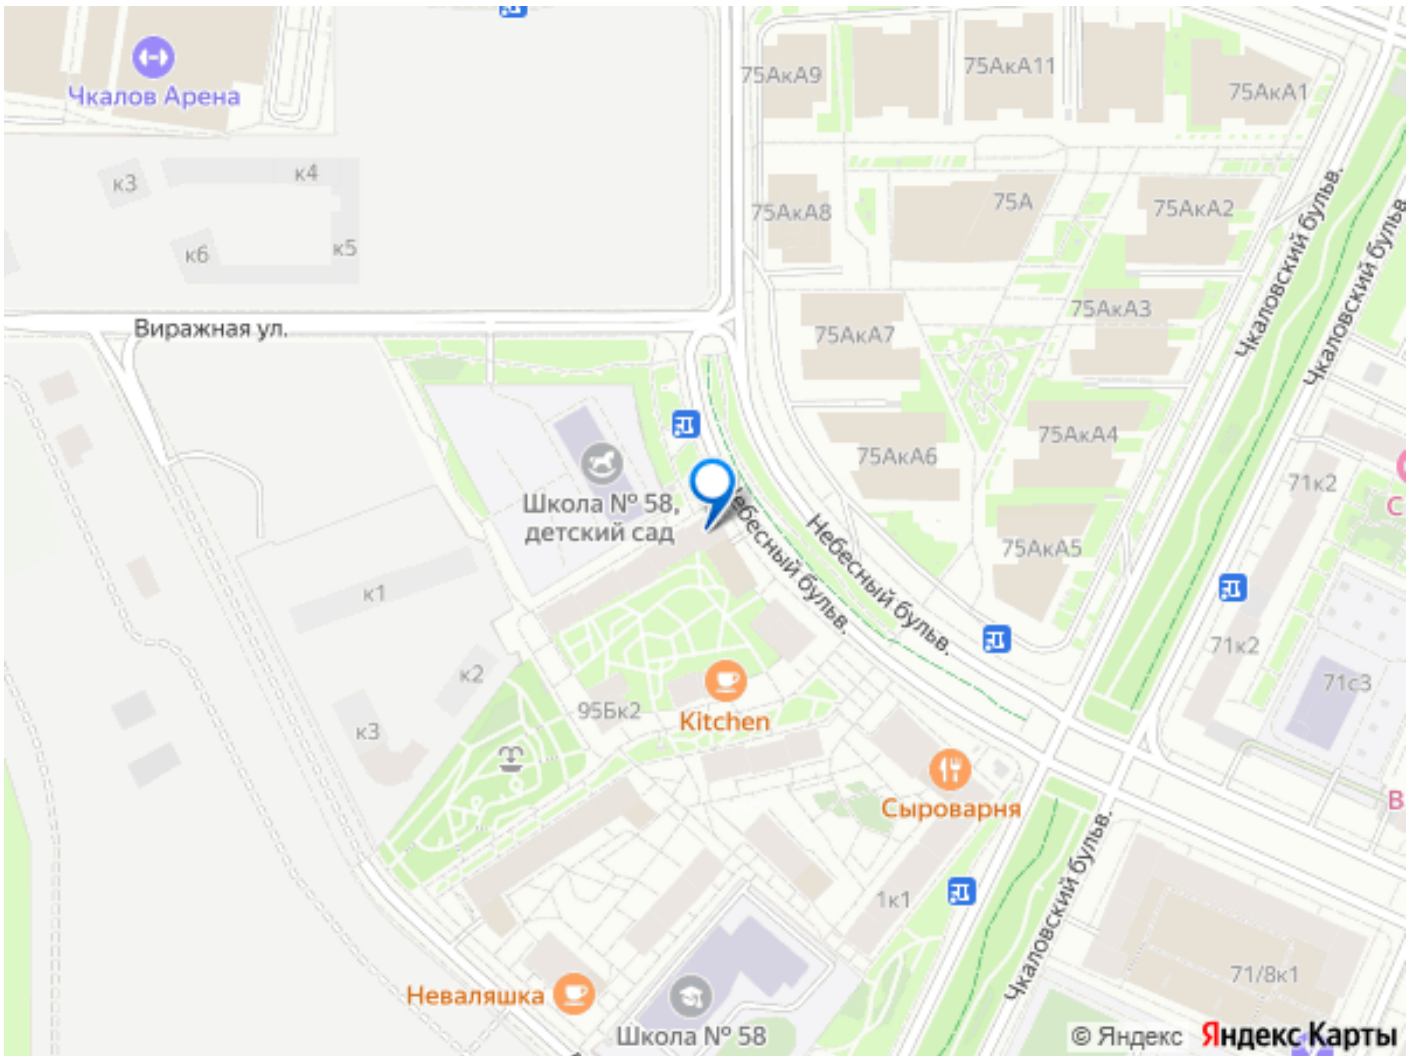 75АкА9
75АкА11
75АкА1
Чкалов Арена
к3
к4
75АкА8
75А
75АкА2
Чкаловский бульв.
Чкаловский бульв.
к6
к5
Виражная ул.
75АкА7
75АкА3
75АкА6
75АкА4
71к2
С
Школа № 58,
детский сад
Небесный бульв.
Небесный бульв.
75АкА5
к1
71к2
71с3
к2
к3
95Бк2
Kitchen
Сыроварня
В
Чкаловский бульв.
1к1
71/8к1
Неваляшка
Школа № 58
© Яндекс Яндекс Карты